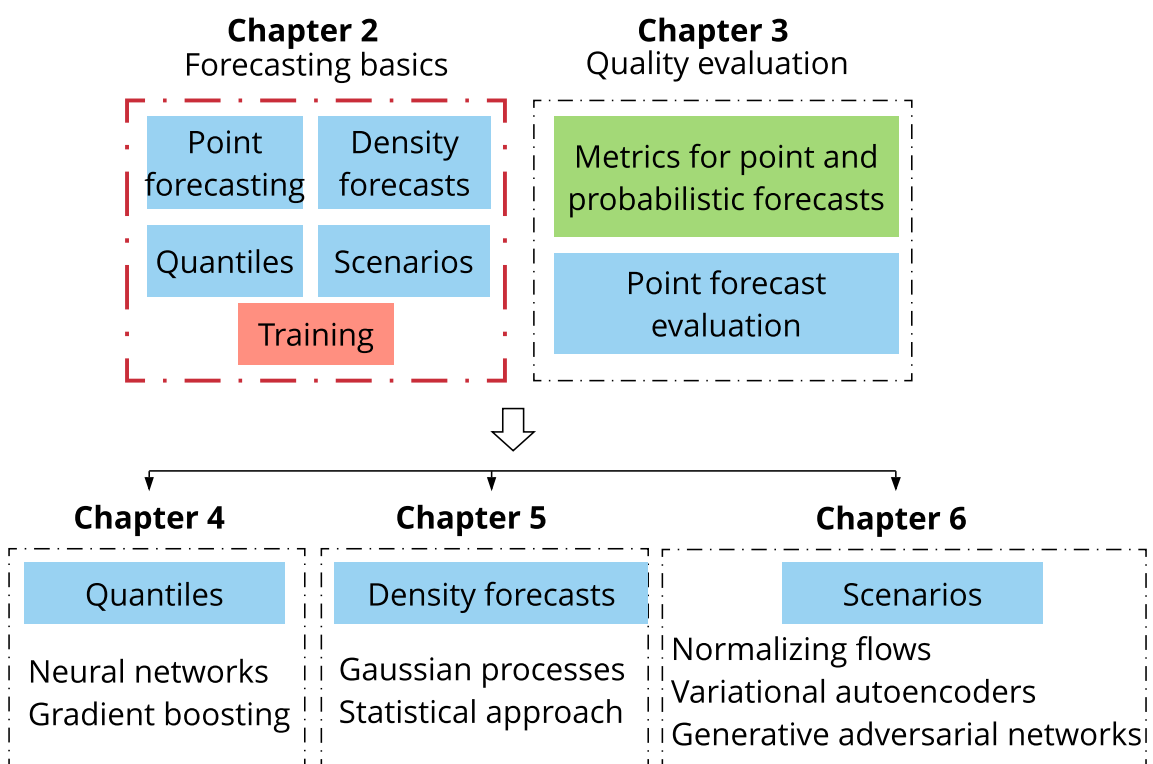 Chapter 2
Forecasting basics
Point
forecasting
Density
forecasts
Quantiles
Scenarios
Training
Chapter 3
Quality evaluation
Metrics for point and
probabilistic forecasts
Point forecast
evaluation
Chapter 4
Quantiles
Neural networks
Gradient boosting
Chapter 5
Density forecasts
Gaussian processes
Statistical approach
Chapter 6
Scenarios
Normalizing flows
Variational autoencoders
Generative adversarial networks